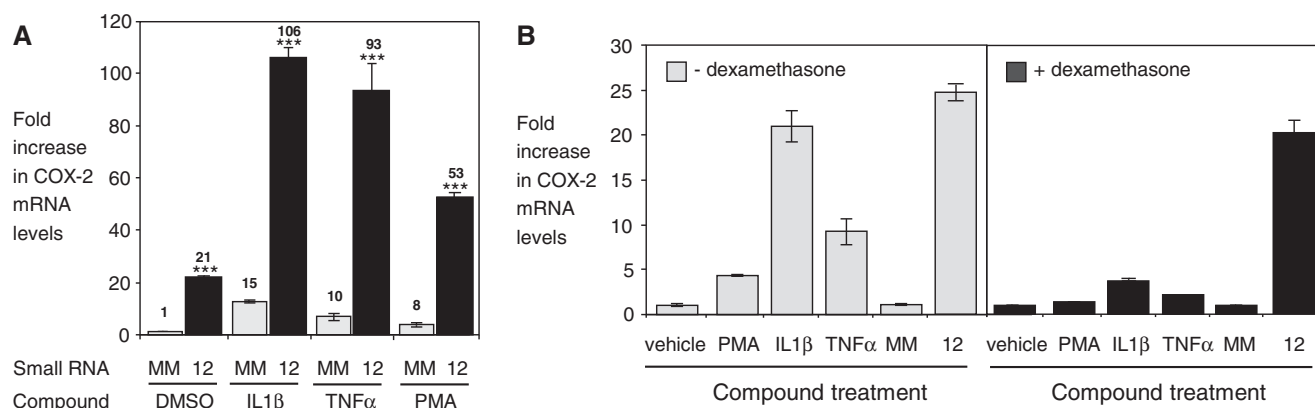 A
Fold
increase
in COX-2
mRNA
levels
120
100
80
60
40
20
0
1
21
***
15
106
***
10
93
***
8
53
***
Small RNA MM 12 MM 12 MM 12 MM 12
Compound DMSO IL1β TNFα PMA
B
Fold
increase
in COX-2
mRNA
levels
30
25
20
15
10
5
0
- dexamethasone
+ dexamethasone
vehicle PMA IL1β TNFα MM 12 vehicle PMA IL1β TNFα MM 12
Compound treatment Compound treatment